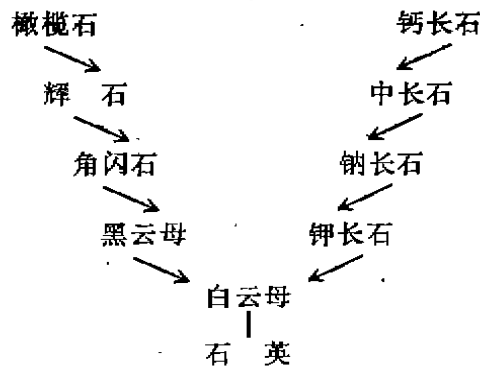 橄榄石 钙长石
辉 石 中长石
角闪石 钠长石
黑云母 钾长石
白云母
石 英